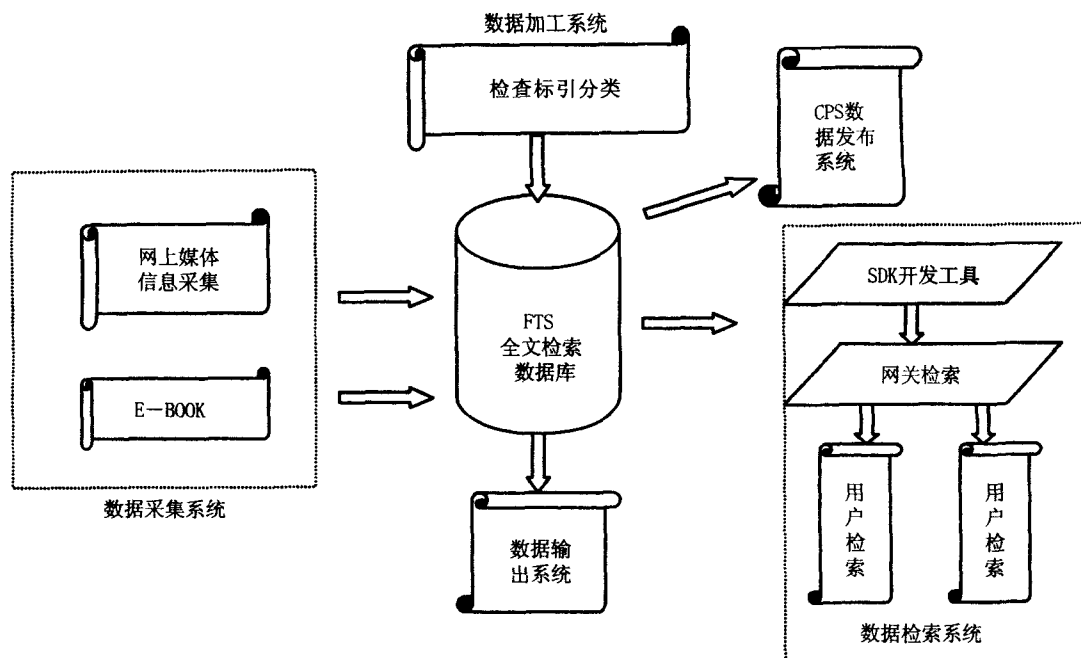 数据加工系统
检查标引分类
CPS数
据发布
系统
网上媒体
信息采集
E－BOOK
数据采集系统
FTS
全文检索
数据库
数据输
出系统
SDK开发工具
网关检索
用户检索
用户检索
数据检索系统